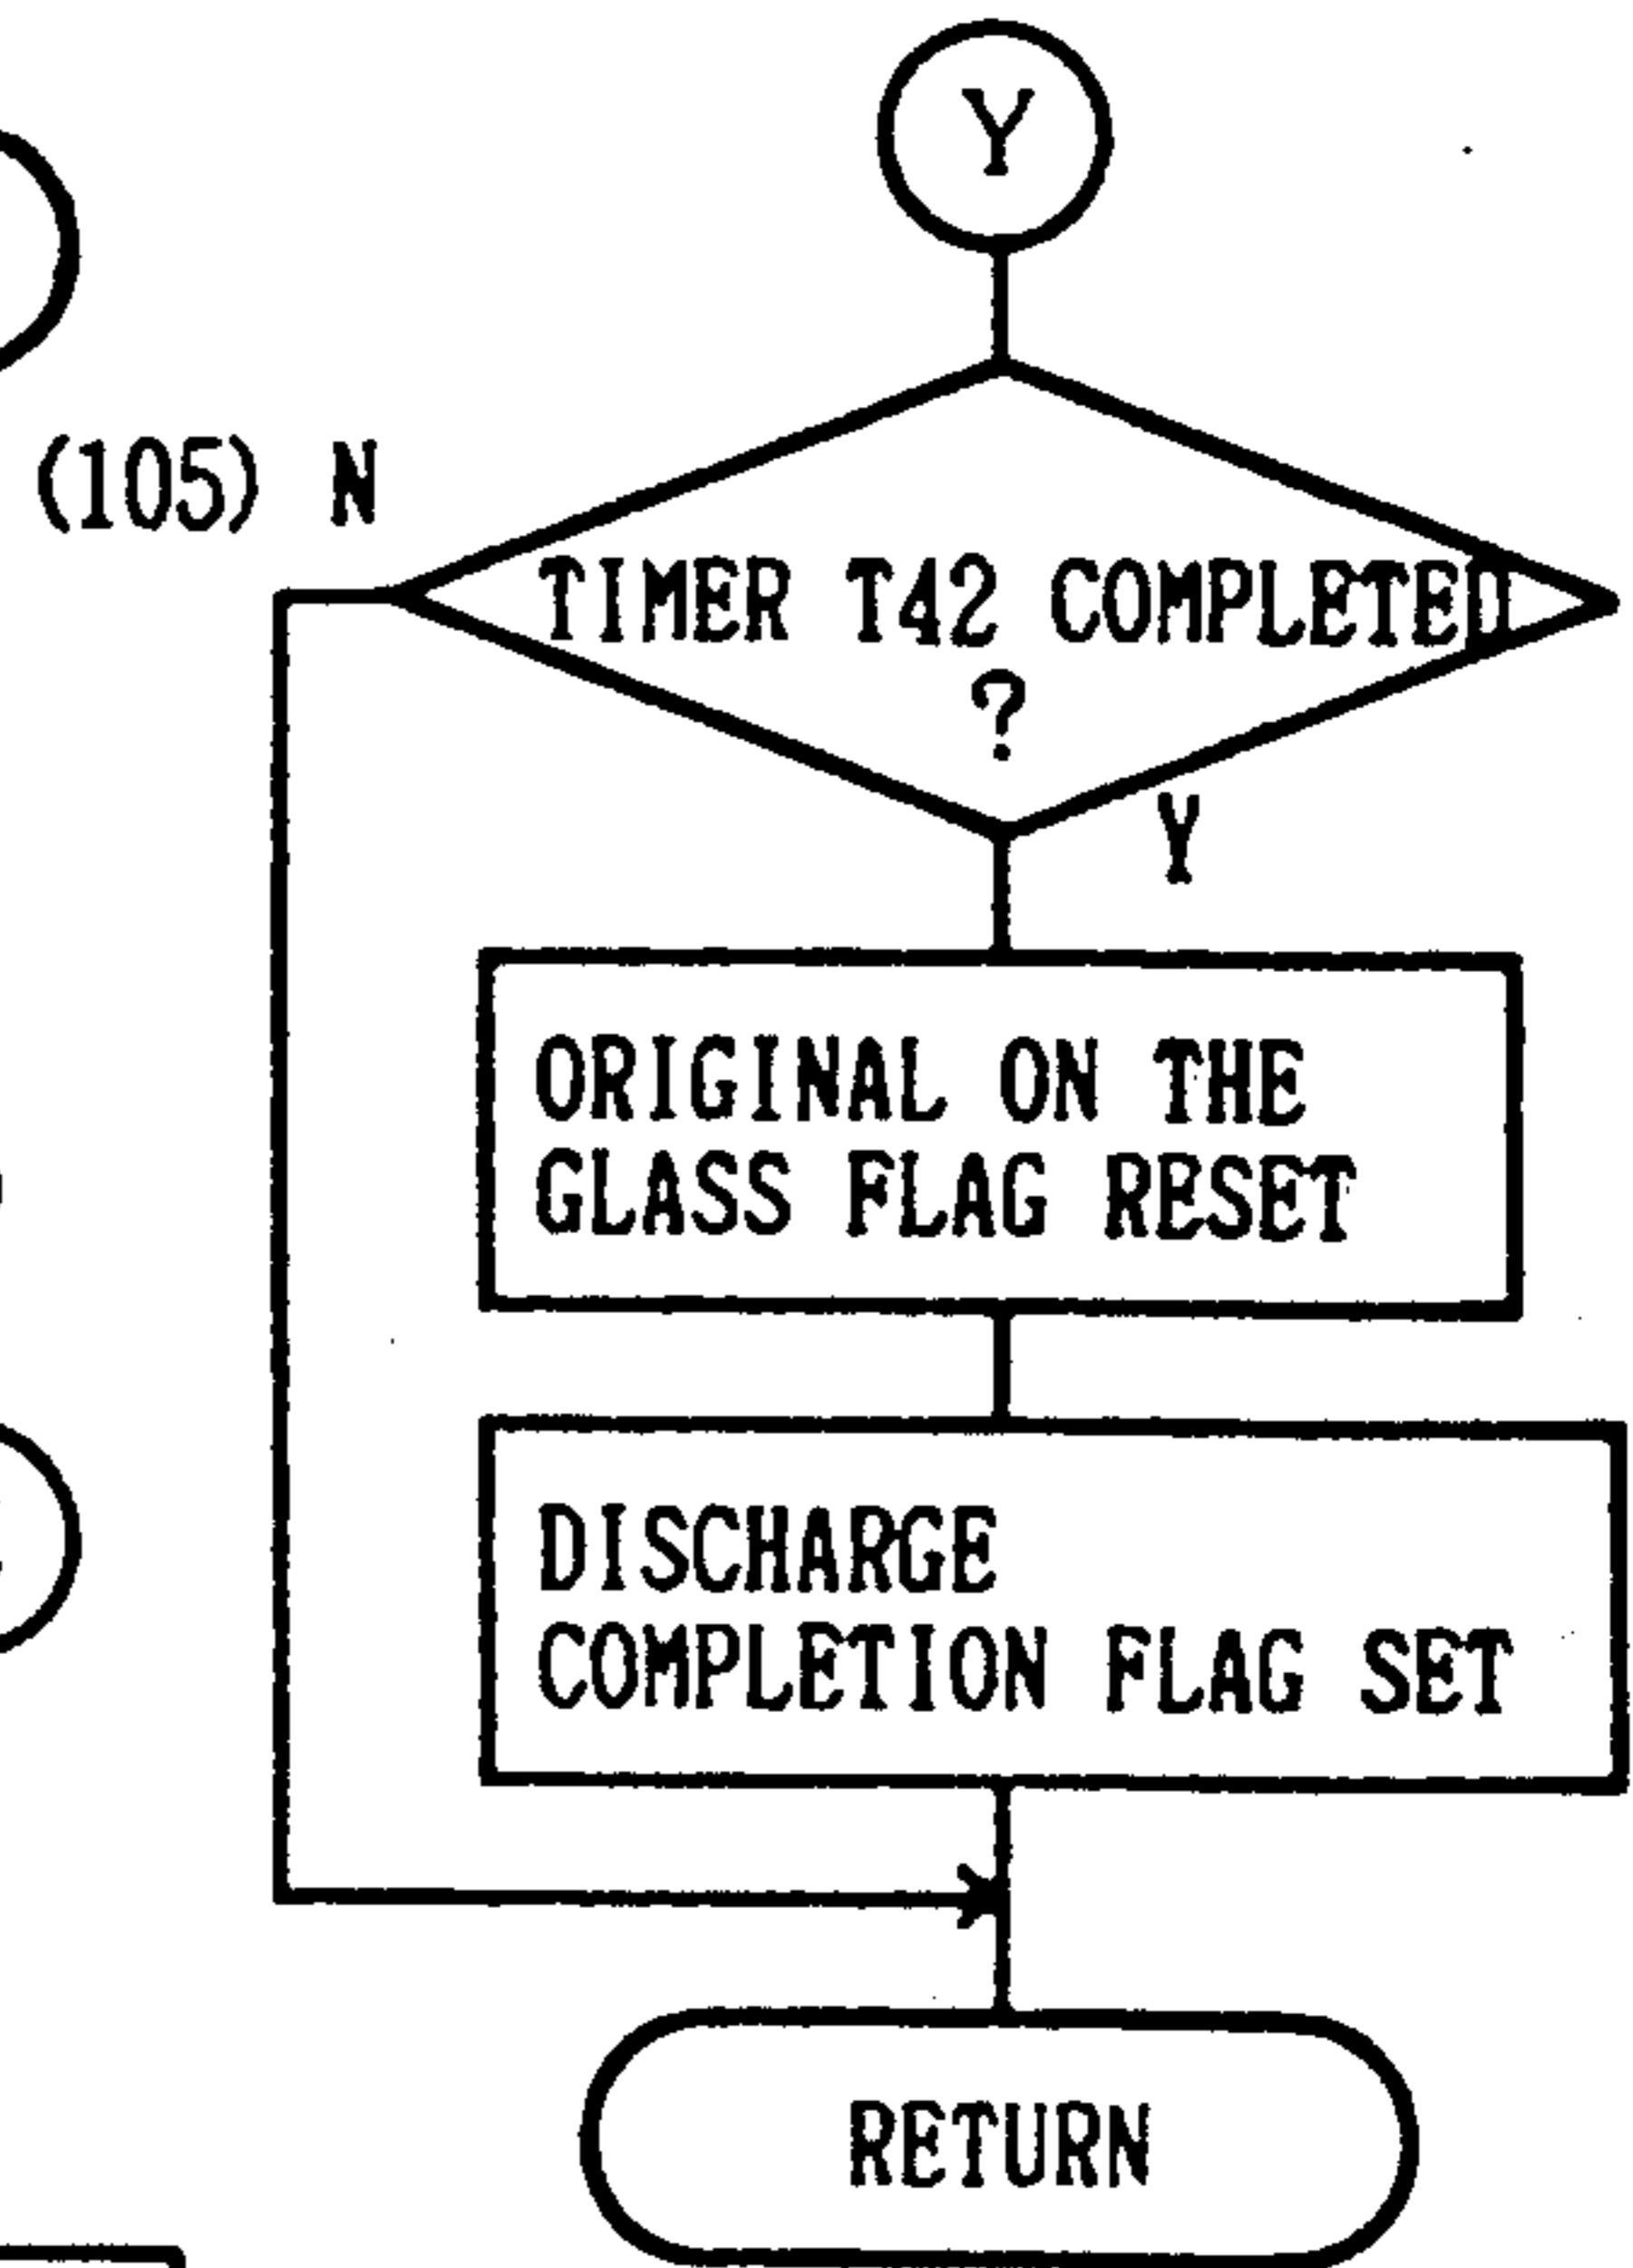 Y
(105) N
TIMER T42 COMPLETED
?
Y
ORIGINAL ON THE
GLASS FLAG RESET
DISCHARGE
COMPLETION FLAG SET
RETURN